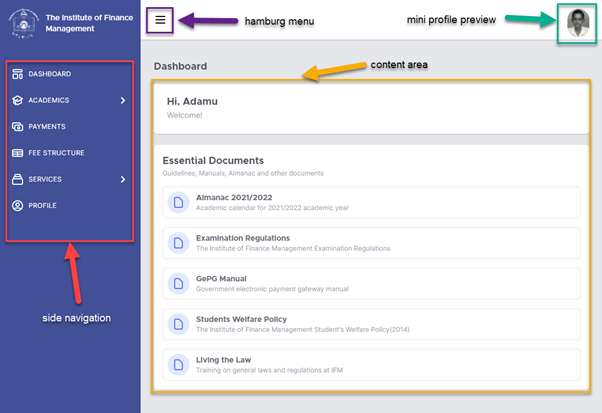 The Institute of Finance
Management
hamburg menu
mini profile preview
Dashboard
content area
DASHBOARD
ACADEMICS
PAYMENTS
FEE STRUCTURE
SERVICES
PROFILE
side navigation
Hi, Adamu
Welcome!
Essential Documents
Guidelines, Manuals, Almanac and other documents
Almanac 2021/2022
Academic calendar for 2021/2022 academic year
Examination Regulations
The Institute of Finance Management Examination Regulations
GePG Manual
Government electronic payment gateway manual
Students Welfare Policy
The Institute of Finance Management Student's Welfare Policy(2014)
Living the Law
Training on general laws and regulations at IFM